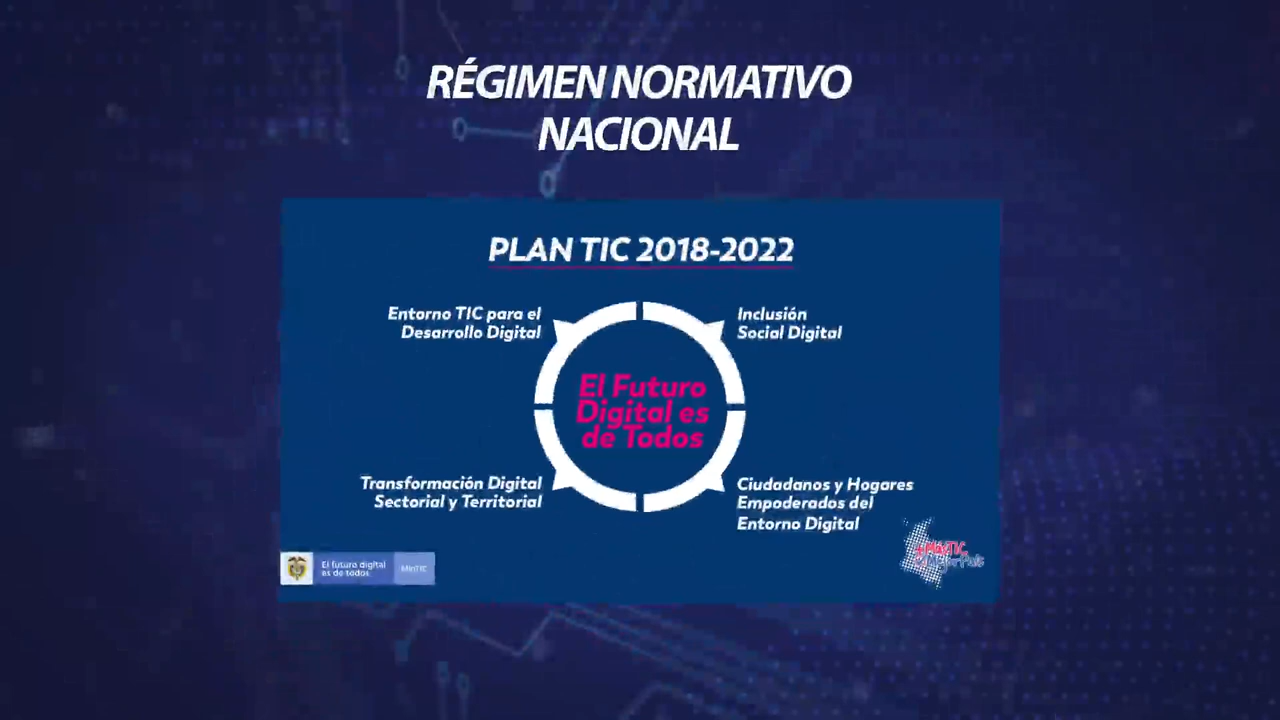 RÉGIMEN NORMATIVO
NACIONAL
PLAN TIC 2018-2022
Entorno TIC para el
Desarrollo Digital
Inclusión
Social Digital
El Futuro
Digital es
de Todos
Transformación Digital
Sectorial y Territorial
Ciudadanos y Hogares
Empoderados del
Entorno Digital
El futuro digital
es de todos
MinTIC
+MásTIC
+MejorPaís